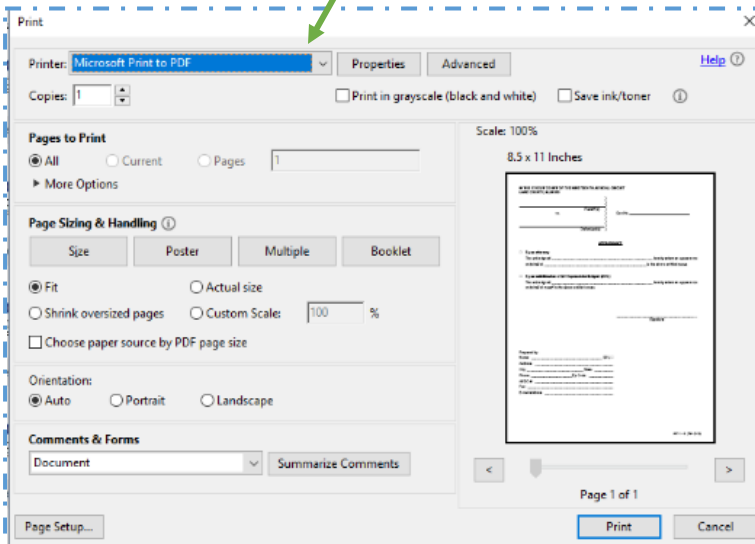 Print
Printer: Microsoft Print to PDF Properties Advanced Help
Copies: 1 Print in grayscale (black and white) Save ink/toner
Pages to Print
All Current Pages 1
More Options
Page Sizing & Handling
Size Poster Multiple Booklet
Fit Actual size
Shrink oversized pages Custom Scale: 100 %
Choose paper source by PDF page size
Orientation:
Auto Portrait Landscape
Comments & Forms
Document Summarize Comments
Scale: 100%
8.5 x 11 Inches
< >
Page 1 of 1
Page Setup... Print Cancel